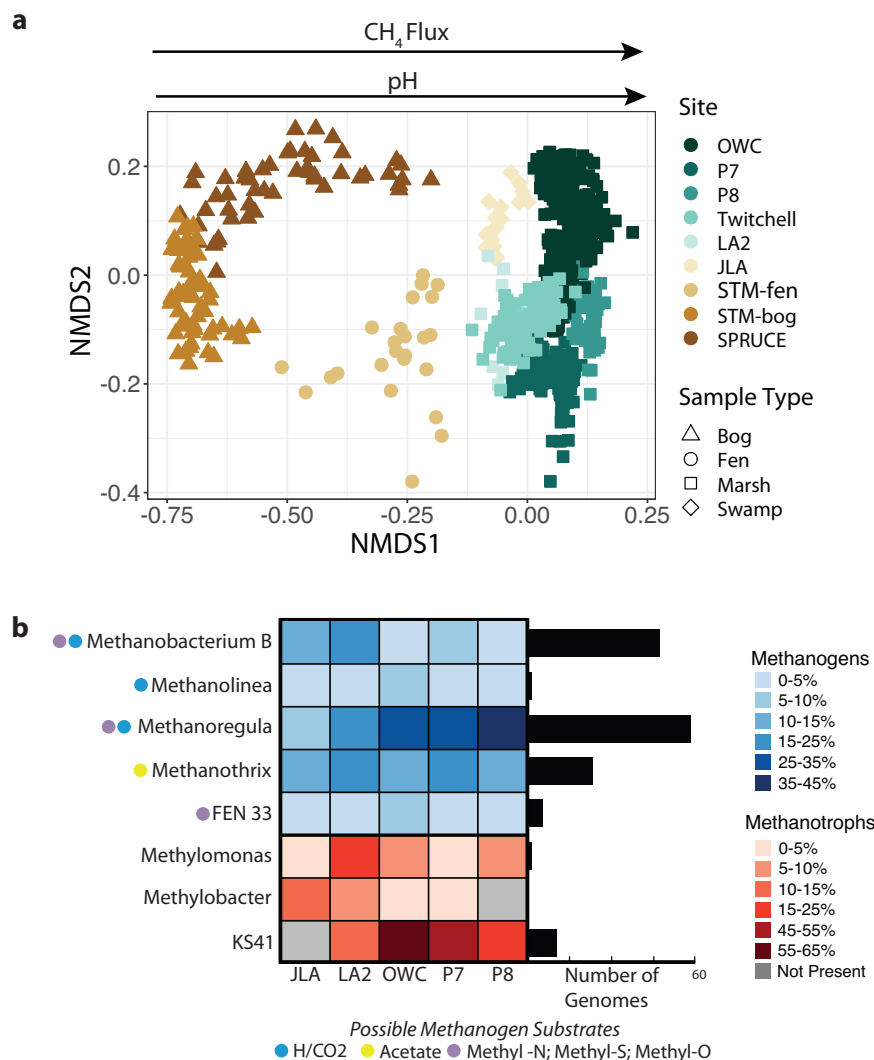 a
CH4 Flux
pH
0.2
0.0
-0.2
-0.4
NMDS2
-0.75
-0.50
-0.25
0.00
0.25
NMDS1
Site
OWC
P7
P8
Twitchell
LA2
JLA
STM-fen
STM-bog
SPRUCE
Sample Type
Bog
Fen
Marsh
Swamp
b
Methanobacterium B
Methanolinea
Methanoregula
Methanothrix
FEN 33
Methylomonas
Methylobacter
KS41
JLA LA2 OWC P7 P8
Number of
Genomes
60
Methanogens
0-5%
5-10%
10-15%
15-25%
25-35%
35-45%
Methanotrophs
0-5%
5-10%
10-15%
15-25%
45-55%
55-65%
Not Present
Possible Methanogen Substrates
H/CO2 Acetate Methyl -N; Methyl-S; Methyl-O